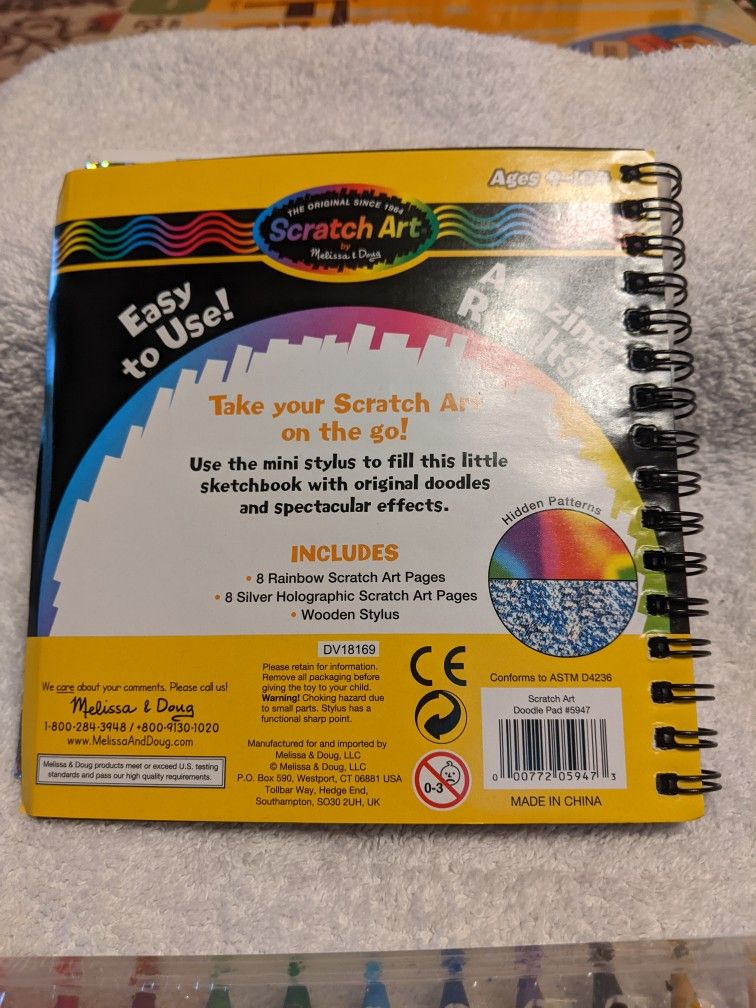 Ages
THE ORIGINAL SINCE 1964
Scratch Art
by
Melissa & Doug
Easy
to Use!
Amazing
Results!
Take your Scratch Art
on the go!
Use the mini stylus to fill this little
sketchbook with original doodles
and spectacular effects.
Hidden Patterns
INCLUDES
• 8 Rainbow Scratch Art Pages
• 8 Silver Holographic Scratch Art Pages
• Wooden Stylus
DV18169
We care about your comments. Please call us!
Melissa & Doug
1-800-284-3948 / +800-9130-1020
www.MelissaAndDoug.com
Melissa & Doug products meet or exceed U.S. testing
standards and pass our high quality requirements.
Please retain for information.
Remove all packaging before
giving the toy to your child.
Warning! Choking hazard due
to small parts. Stylus has a
functional sharp point.
Manufactured for and imported by
Melissa & Doug, LLC
© Melissa & Doug, LLC
P.O. Box 590, Westport, CT 06881 USA
Tollbar Way, Hedge End,
Southampton, SO30 2UH, UK
CE
0-3
Conforms to ASTM D4236
Scratch Art
Doodle Pad #5947
0 00772 05947 3
MADE IN CHINA